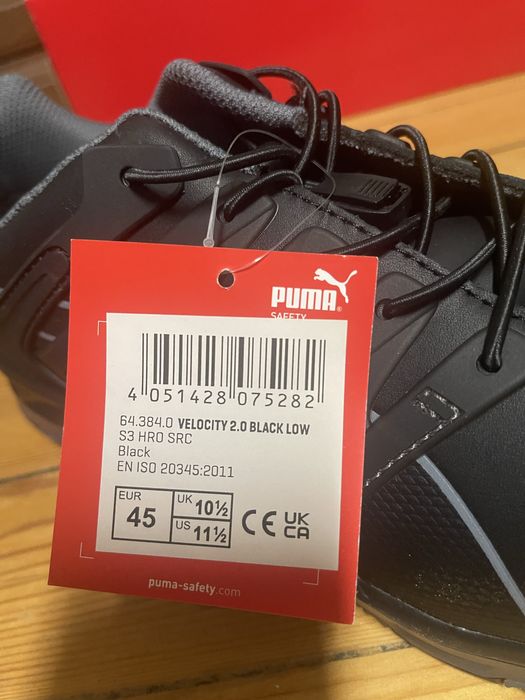 PUMA®
SAFETY
4 051428 075282
64.384.0 VELOCITY 2.0 BLACK LOW
S3 HRO SRC
Black
EN ISO 20345:2011
EUR
45
UK 10½
US 11½
CE UK
CA
puma-safety.com